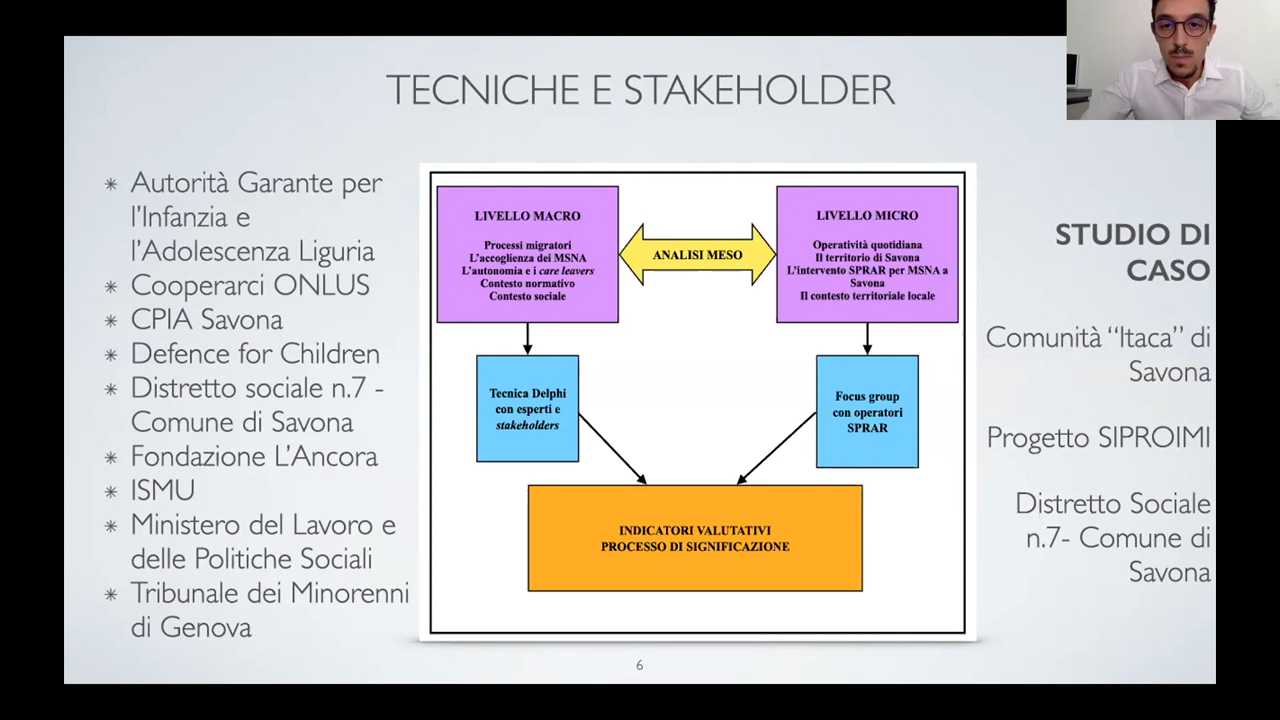 TECNICHE E STAKEHOLDER
✳ Autorità Garante per
l'Infanzia e
l'Adolescenza Liguria
✳ Cooperarci ONLUS
✳ CPIA Savona
✳ Defence for Children
✳ Distretto sociale n.7 -
Comune di Savona
✳ Fondazione L'Ancora
✳ ISMU
✳ Ministero del Lavoro e
delle Politiche Sociali
✳ Tribunale dei Minorenni
di Genova
LIVELLO MACRO
Processi migratori
L'accoglienza dei MSNA
L'autonomia e i care leavers
Contesto normativo
Contesto sociale
ANALISI MESO
LIVELLO MICRO
Operatività quotidiana
Il territorio di Savona
L'intervento SPRAR per MSNA a
Savona
Il contesto territoriale locale
Tecnica Delphi
con esperti e
stakeholders
Focus group
con operatori
SPRAR
INDICATORI VALUTATIVI
PROCESSO DI SIGNIFICAZIONE
STUDIO DI
CASO
Comunità “Itaca” di
Savona
Progetto SIPROIMI
Distretto Sociale
n.7- Comune di
Savona
6